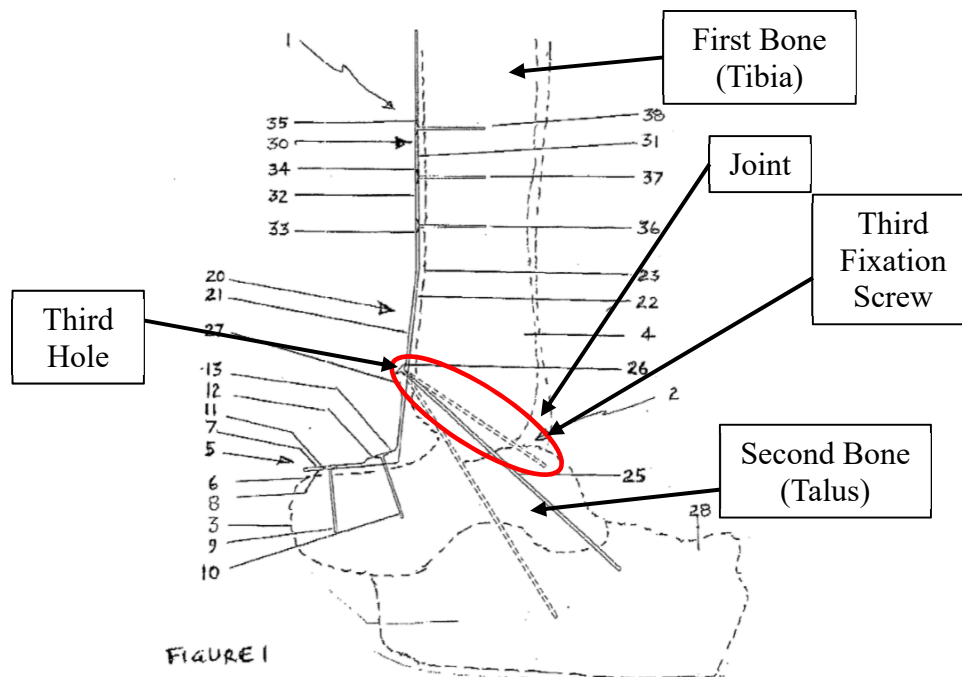 First Bone
(Tibia)
Joint
Third
Fixation
Screw
Third
Hole
Second Bone
(Talus)
1
35
30
34
32
33
20
21
27
13
12
11
7
5
6
8
3
9
10
38
31
37
36
23
22
4
26
2
25
28
FIGURE 1